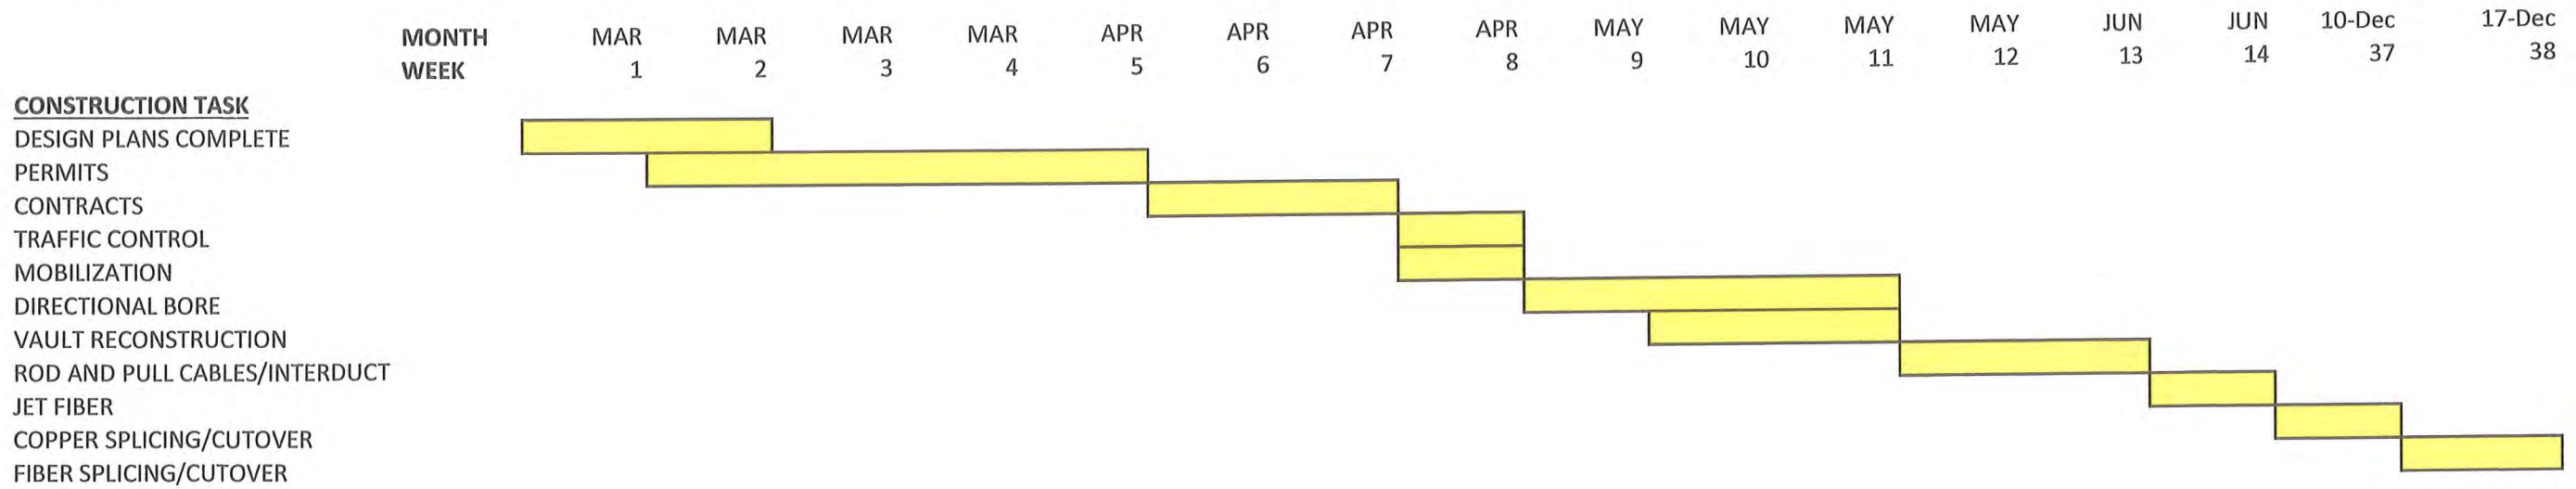 MONTH MAR MAR MAR MAR APR APR APR APR MAY MAY MAY MAY JUN JUN 10-Dec 17-Dec
WEEK 1 2 3 4 5 6 7 8 9 10 11 12 13 14 37 38
CONSTRUCTION TASK
DESIGN PLANS COMPLETE
PERMITS
CONTRACTS
TRAFFIC CONTROL
MOBILIZATION
DIRECTIONAL BORE
VAULT RECONSTRUCTION
ROD AND PULL CABLES/INTERDUCT
JET FIBER
COPPER SPLICING/CUTOVER
FIBER SPLICING/CUTOVER